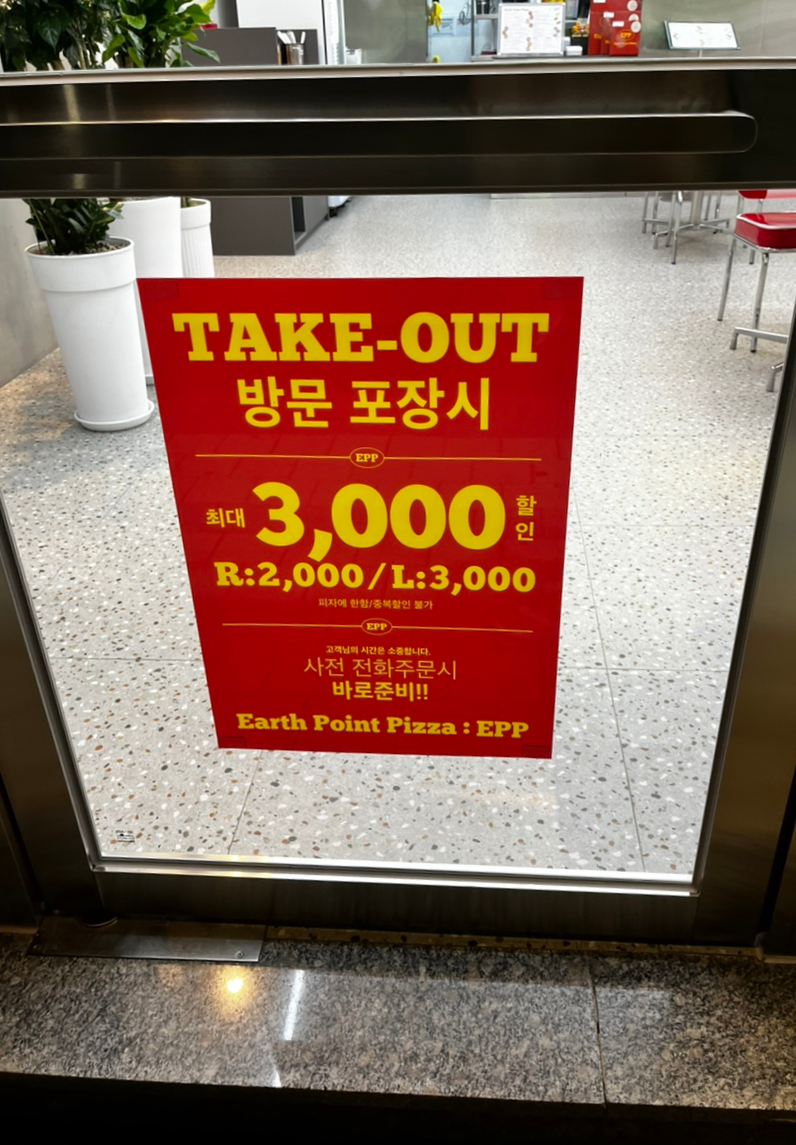 TAKE-OUT
방문 포장시
EPP
최대 3,000 할인
R:2,000/L:3,000
피자에 한함/중복할인 불가
EPP
고객님의 시간은 소중합니다.
사전 전화주문시
바로준비!!
Earth Point Pizza : EPP